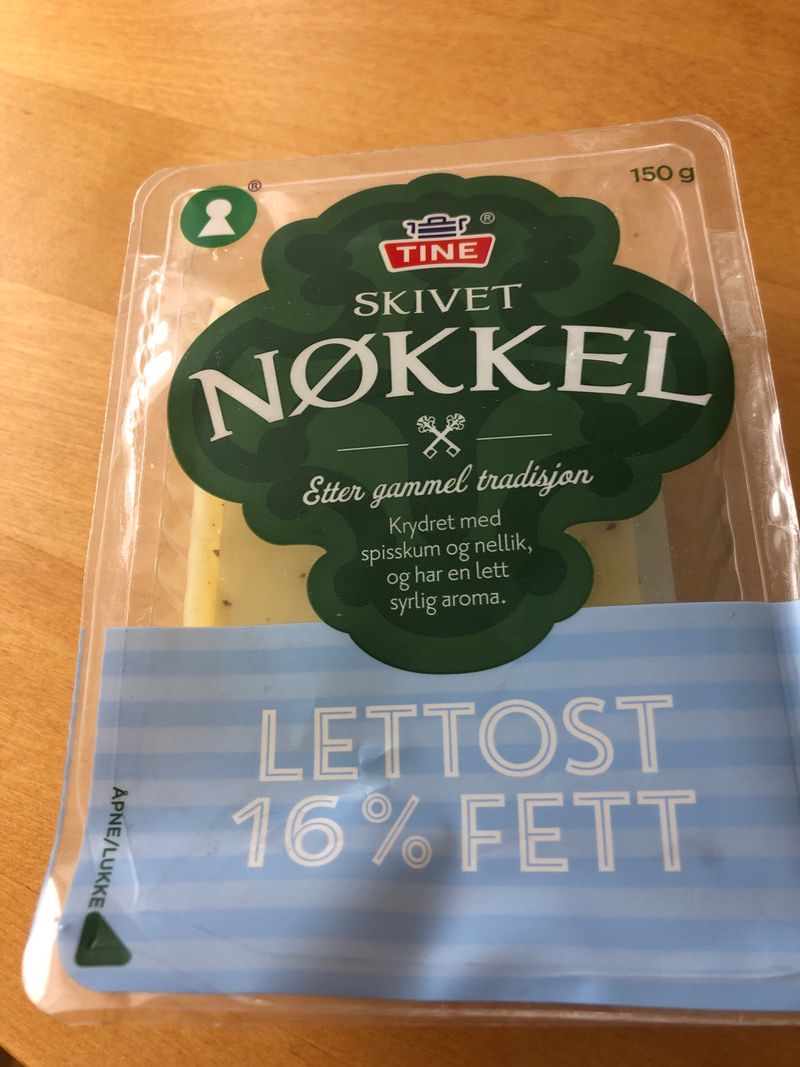 ®
150 g
®
TINE
SKIVET
NØKKEL
Etter gammel tradisjon
Krydret med
spisskum og nellik,
og har en lett
syrlig aroma.
LETTOST
16% FETT
ÅPNE/LUKKE